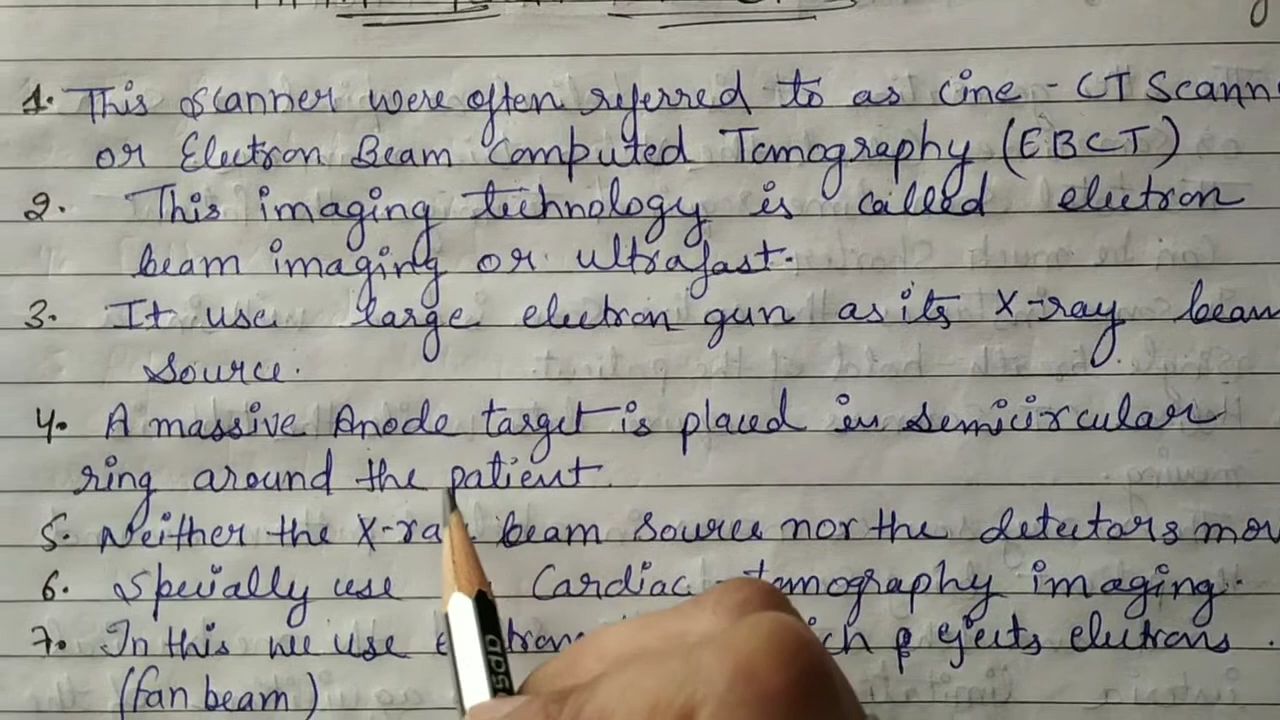 1. This Scanner were often referred to as Cine - CT Scann
or Electron Beam Computed Tomography (EBCT)
2. This imaging technology is called electron
beam imaging or ultrafast.
3. It use large electron gun as its X-ray beam
Source.
4. A massive Anode target is placed in semicircular
ring around the patient
5. Neither the X-ra beam source nor the detectors mov
6. Specially use Cardiac tomography imaging.
7. In this we use ejects electrons.
(fan beam)